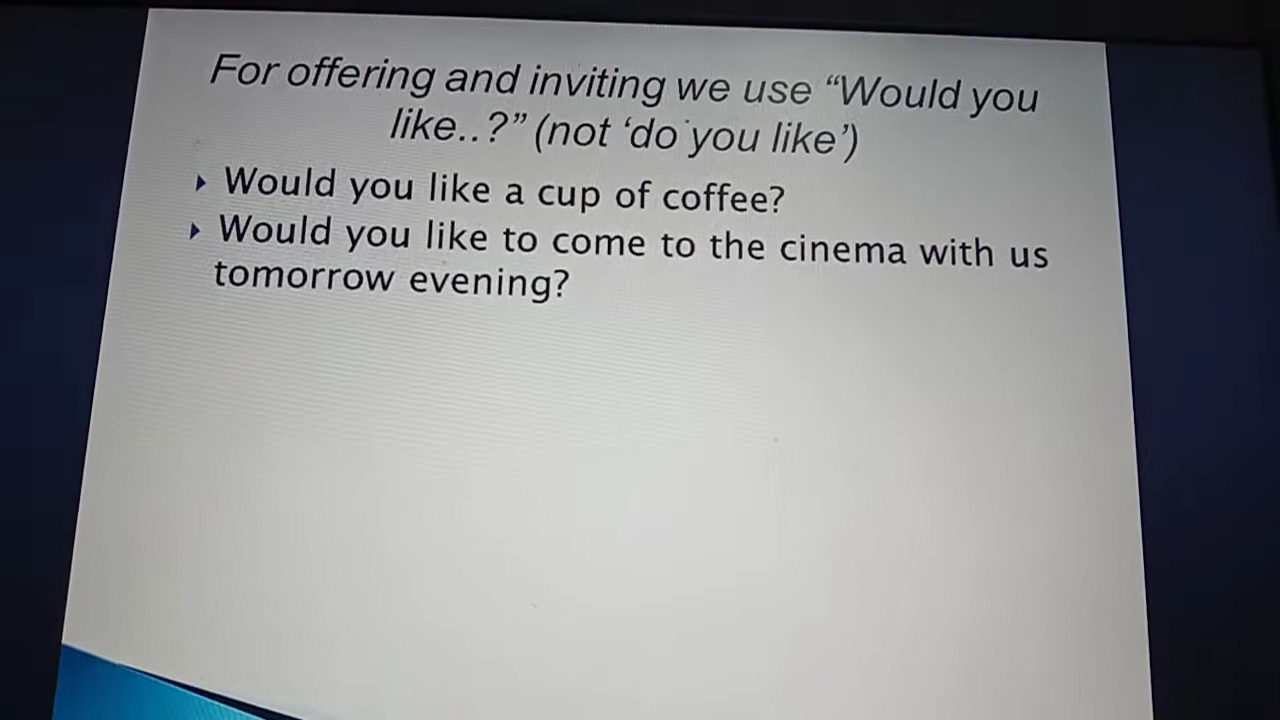 For offering and inviting we use “Would you
like..?” (not ‘do you like’)
Would you like a cup of coffee?
Would you like to come to the cinema with us
tomorrow evening?